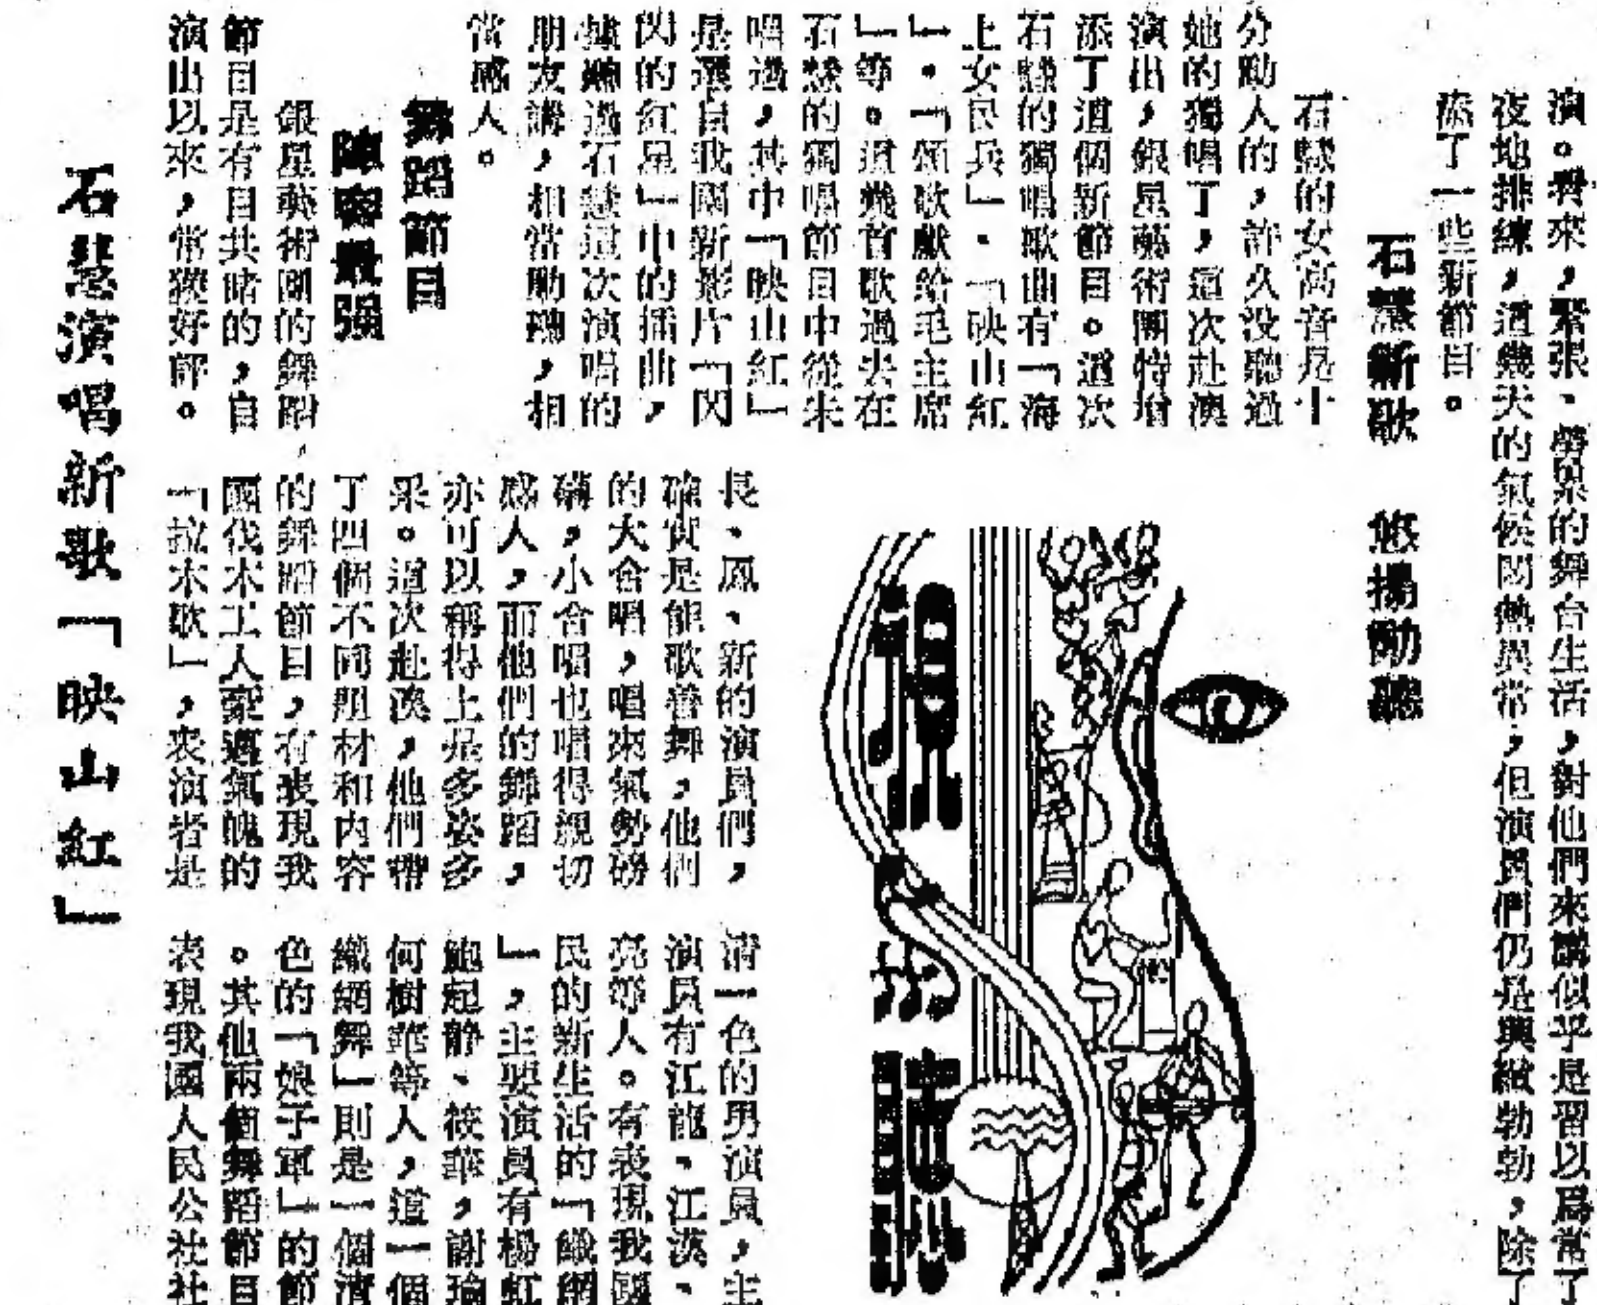 演。看來，緊張、勞累的舞台生活，對他們來講似乎是習以爲常了
夜地排練，這幾天的氣候悶熱異常，但演員們仍是興緻勃勃，除了
添了一些新節目。
石慧新歌 悠揚動聽
石慧的女高音是十
分動人的，許久没聽過
她的獨唱了，這次赴澳
演出，銀星藝術團特增
添了這個新節目。這次
石慧的獨唱歌曲有「海
上女民兵」、「映山紅
」、「頌歌獻給毛主席
」等。這幾首歌過去在
石慧的獨唱節目中從未
唱過，其中「映山紅」
是選自我國新影片「閃
閃的紅星」中的插曲，
據聽過石慧這次演唱的
朋友講，相當動聽，相
當感人。
舞蹈節目
陣容最强
銀星藝術團的舞蹈
節目是有目共睹的，自
演出以來，常獲好評。
石慧演唱新歌「映山紅」
視
與
聽
長、鳳、新的演員們，
確實是能歌善舞，他們
的大合唱，唱來氣勢磅
礴，小合唱也唱得親切
感人，而他們的舞蹈，
亦可以稱得上是多姿多
采。這次赴澳，他們帶
了四個不同題材和内容
的舞蹈節目，有表現我
國伐木工人豪邁氣魄的
「拉木歌」，表演者是
清一色的男演員，主
演員有江龍、江漢、
亮等人。有表現我國
民的新生活的「織網
」，主要演員有楊虹
鮑起静、筱華，謝瑜
何樹華等人，這一個
織網舞」則是一個清
色的「娘子軍」的節
。其他兩個舞蹈節目
表現我國人民公社社